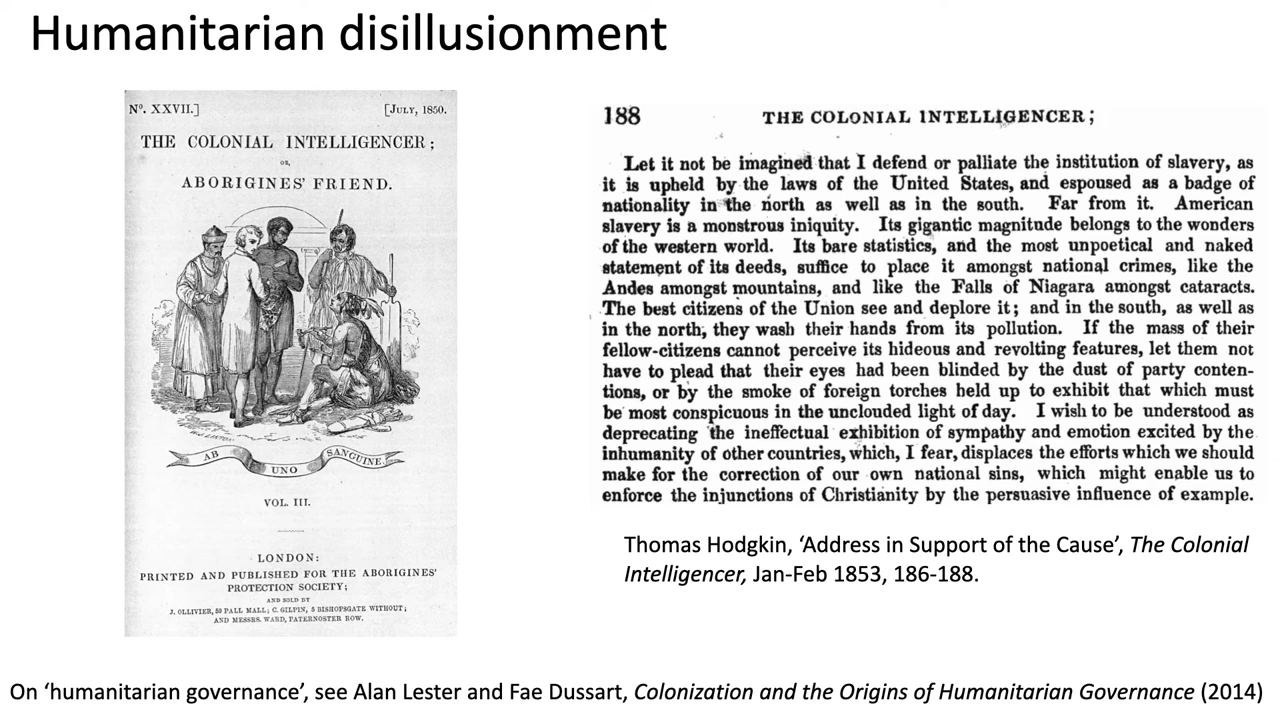 Humanitarian disillusionment
No. XXVII.] [JULY, 1850.
THE COLONIAL INTELLIGENCER;
OR,
ABORIGINES' FRIEND.
AB UNO SANGUINE
VOL. III.
LONDON:
PRINTED AND PUBLISHED FOR THE ABORIGINES'
PROTECTION SOCIETY;
AND SOLD BY
J. OLLIVIER, 59 PALL MALL; C. GILPIN, 5 BISHOPSGATE WITHOUT;
AND MESSRS. WARD, PATERNOSTER ROW.
188 THE COLONIAL INTELLIGENCER;
Let it not be imagined that I defend or palliate the institution of slavery, as
it is upheld by the laws of the United States, and espoused as a badge of
nationality in the north as well as in the south. Far from it. American
slavery is a monstrous iniquity. Its gigantic magnitude belongs to the wonders
of the western world. Its bare statistics, and the most unpoetical and naked
statement of its deeds, suffice to place it amongst national crimes, like the
Andes amongst mountains, and like the Falls of Niagara amongst cataracts.
The best citizens of the Union see and deplore it; and in the south, as well as
in the north, they wash their hands from its pollution. If the mass of their
fellow-citizens cannot perceive its hideous and revolting features, let them not
have to plead that their eyes had been blinded by the dust of party conten-
tions, or by the smoke of foreign torches held up to exhibit that which must
be most conspicuous in the unclouded light of day. I wish to be understood as
deprecating the ineffectual exhibition of sympathy and emotion excited by the
inhumanity of other countries, which, I fear, displaces the efforts which we should
make for the correction of our own national sins, which might enable us to
enforce the injunctions of Christianity by the persuasive influence of example.
Thomas Hodgkin, ‘Address in Support of the Cause’, The Colonial
Intelligencer, Jan-Feb 1853, 186-188.
On ‘humanitarian governance’, see Alan Lester and Fae Dussart, Colonization and the Origins of Humanitarian Governance (2014)